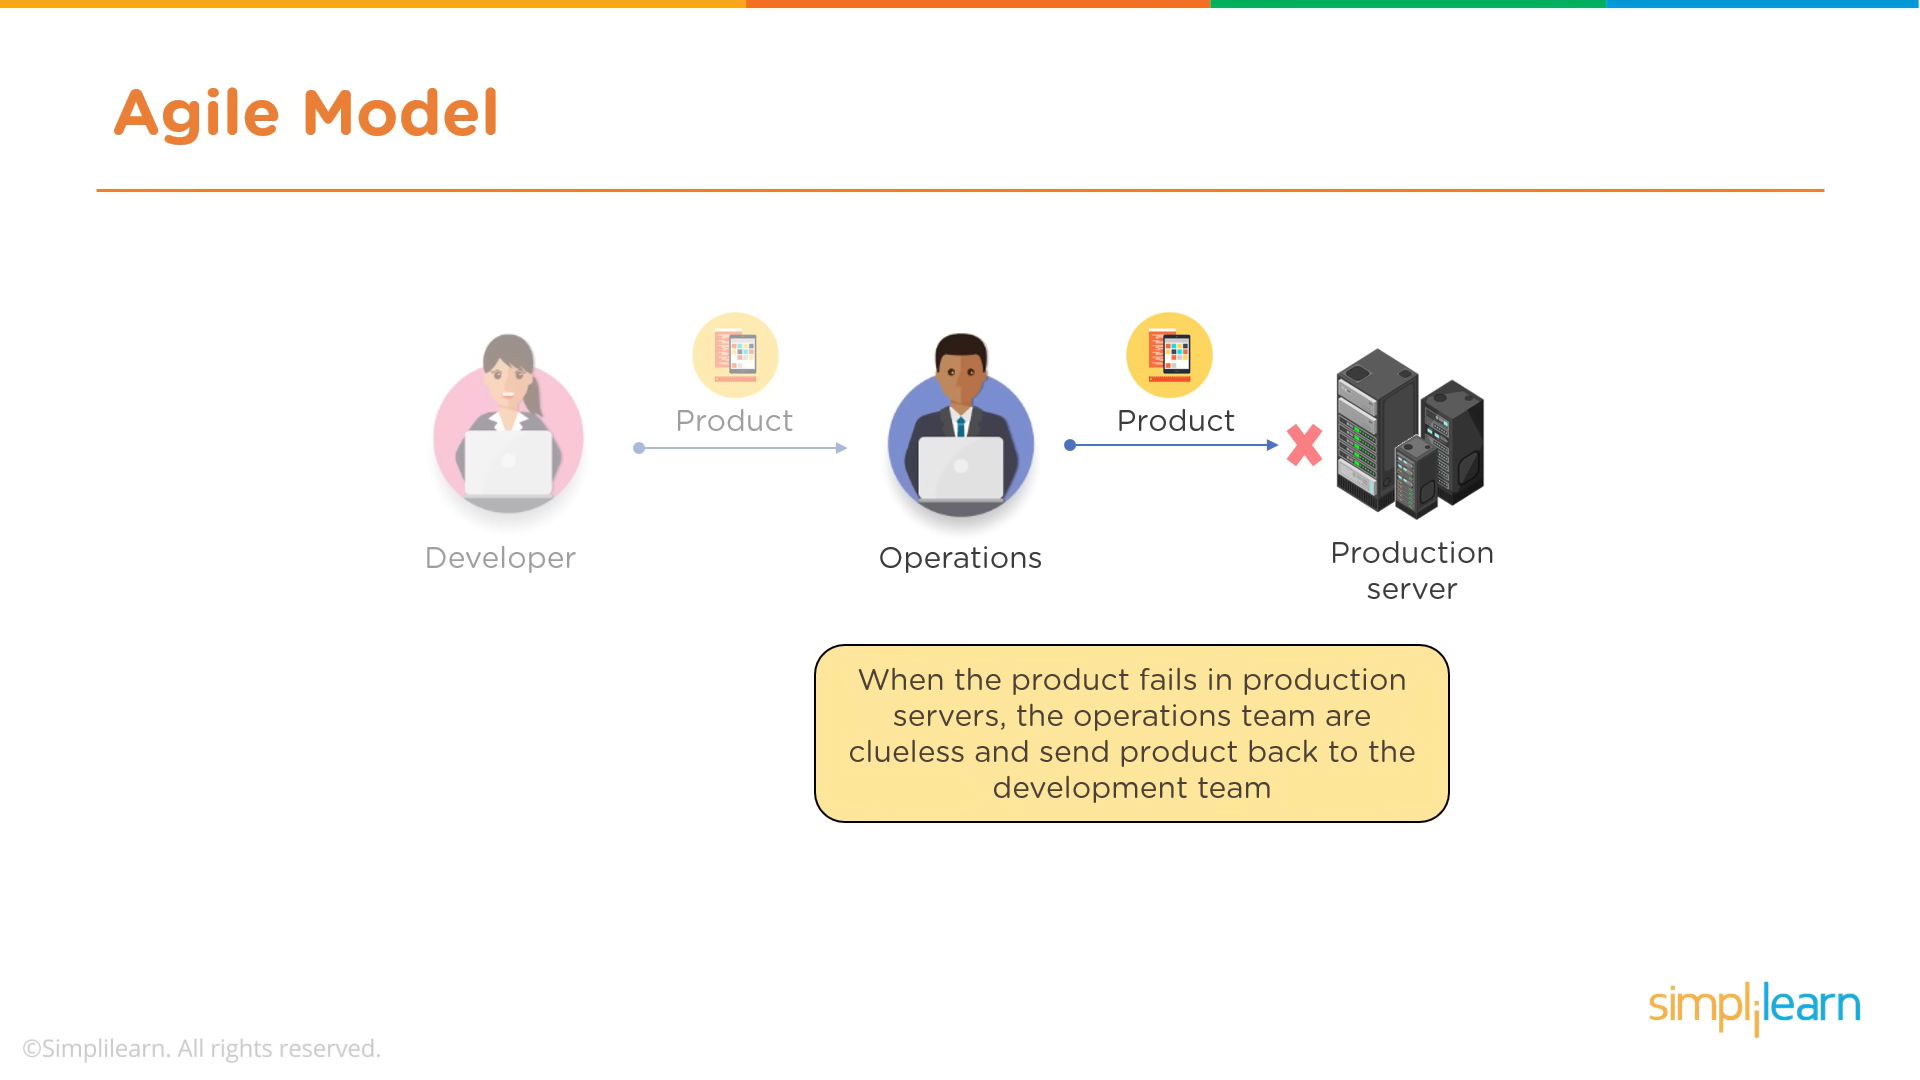 Agile Model
Product
Product
Developer
Operations
Production
server
When the product fails in production
servers, the operations team are
clueless and send product back to the
development team
simplilearn
©Simplilearn. All rights reserved.